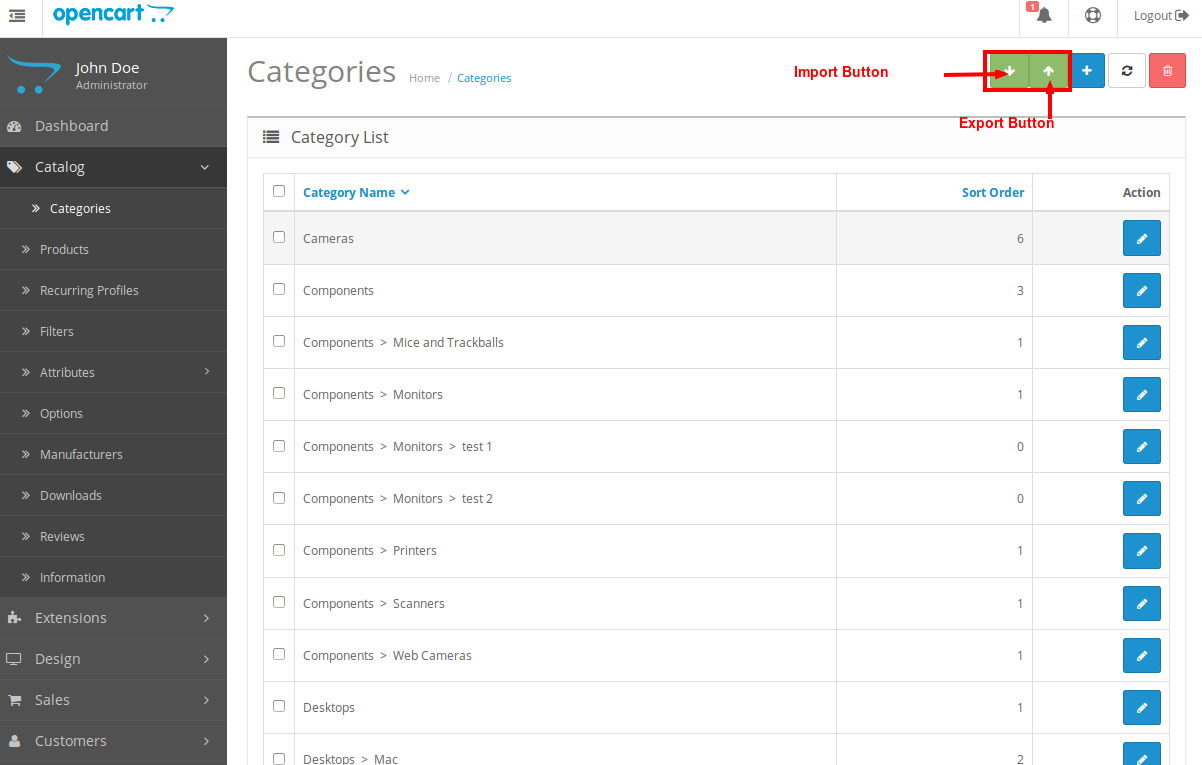 opencart
1
Logout
John Doe
Administrator
Dashboard
Catalog
Categories
Products
Recurring Profiles
Filters
Attributes
Options
Manufacturers
Downloads
Reviews
Information
Extensions
Design
Sales
Customers
Categories Home / Categories
Import Button
Export Button
Category List
Category Name Sort Order Action
Cameras 6
Components 3
Components > Mice and Trackballs 1
Components > Monitors 1
Components > Monitors > test 1 0
Components > Monitors > test 2 0
Components > Printers 1
Components > Scanners 1
Components > Web Cameras 1
Desktops 1
Desktops > Mac 2